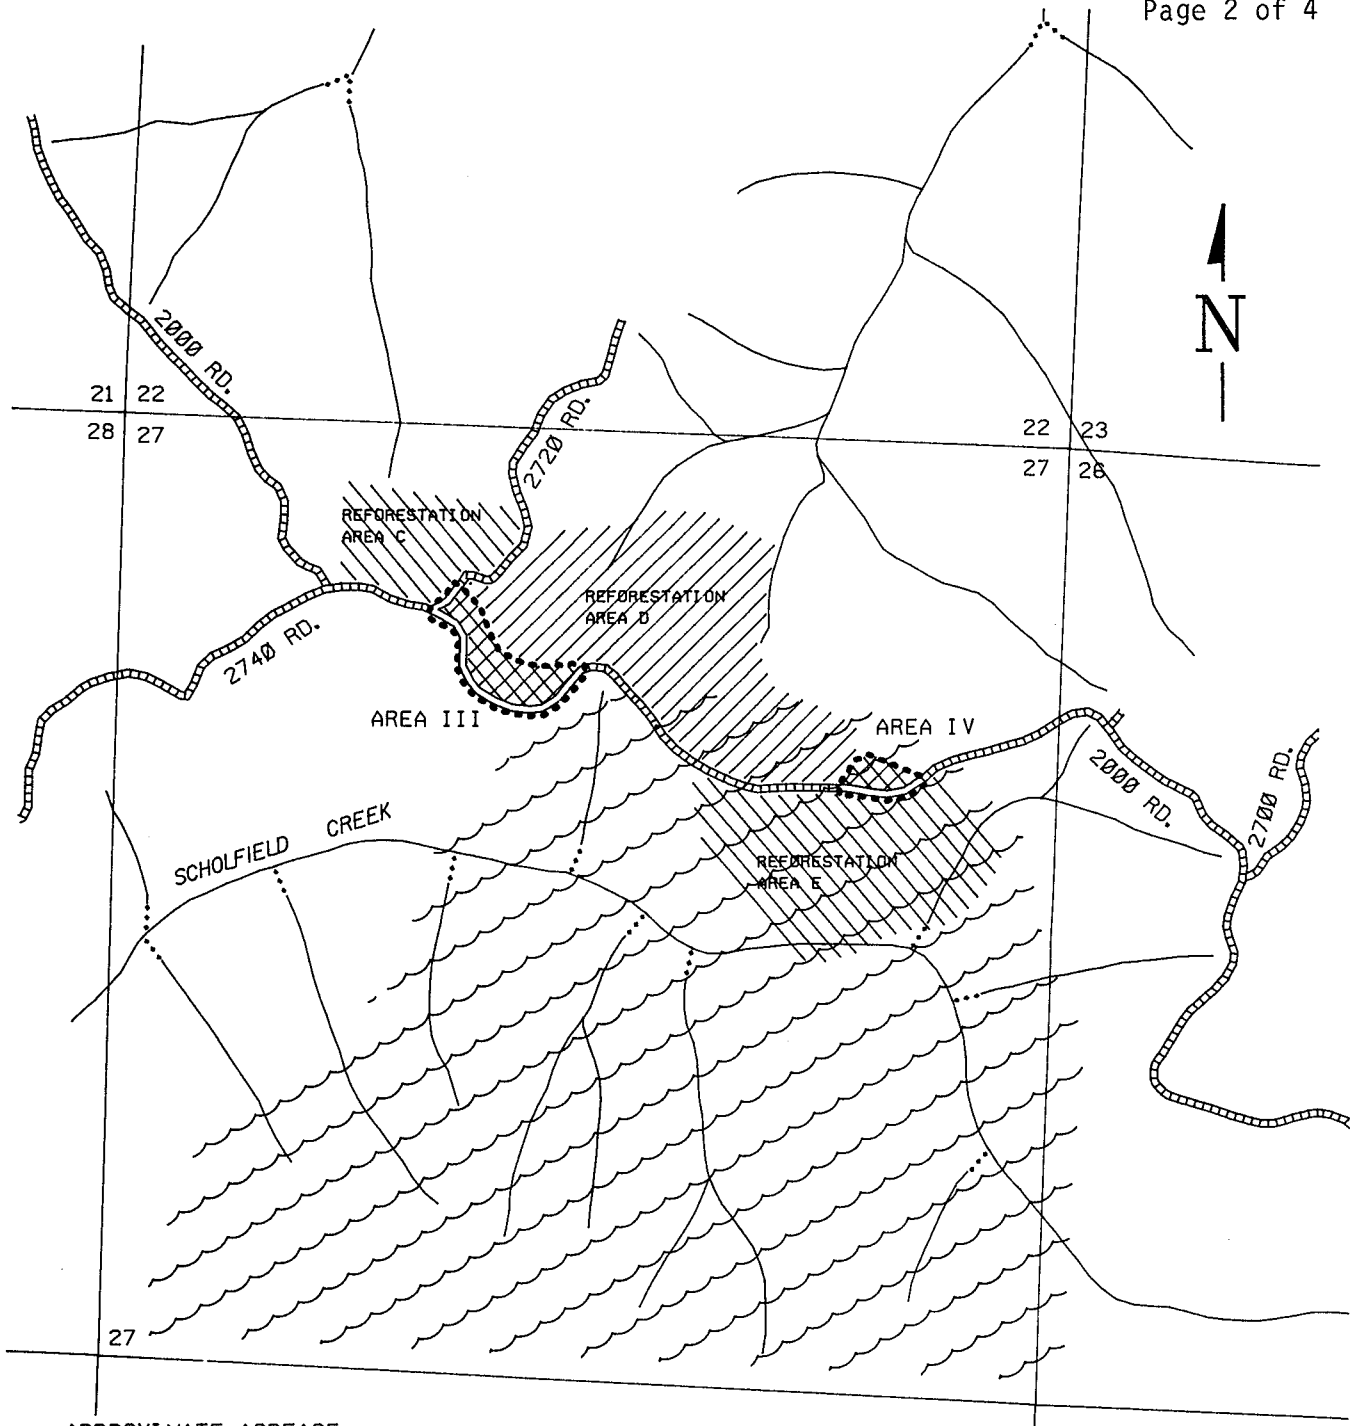 Page 2 of 4
N
2000 RD.
21 22
28 27
2720 RD.
22 23
27 26
REFORESTATION
AREA C
REFORESTATION
AREA D
2740 RD.
AREA III
AREA IV
2000 RD.
2700 RD.
SCHOLFIELD CREEK
REFORESTATION
AREA E
27